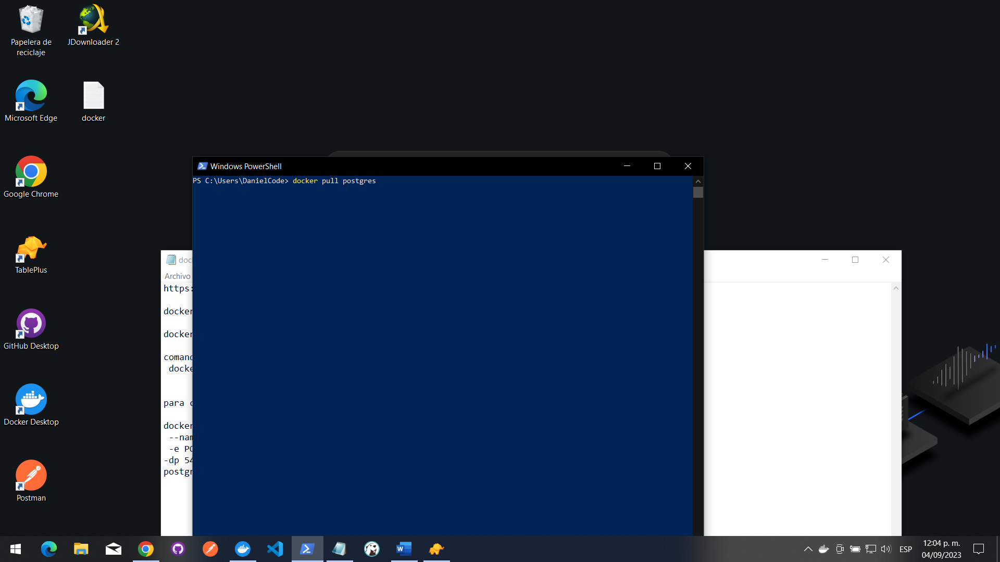 Papelera de
reciclaje
JDownloader 2
Microsoft Edge
docker
Google Chrome
TablePlus
GitHub Desktop
Docker Desktop
Postman
Windows PowerShell
PS C:\Users\DanielCode> docker pull postgres
doc
Archivo
https:
docker
docker
comand
docke
para
docker
--nam
-e PO
-dp 54
postgr
ESP
12:04 p. m.
04/09/2023